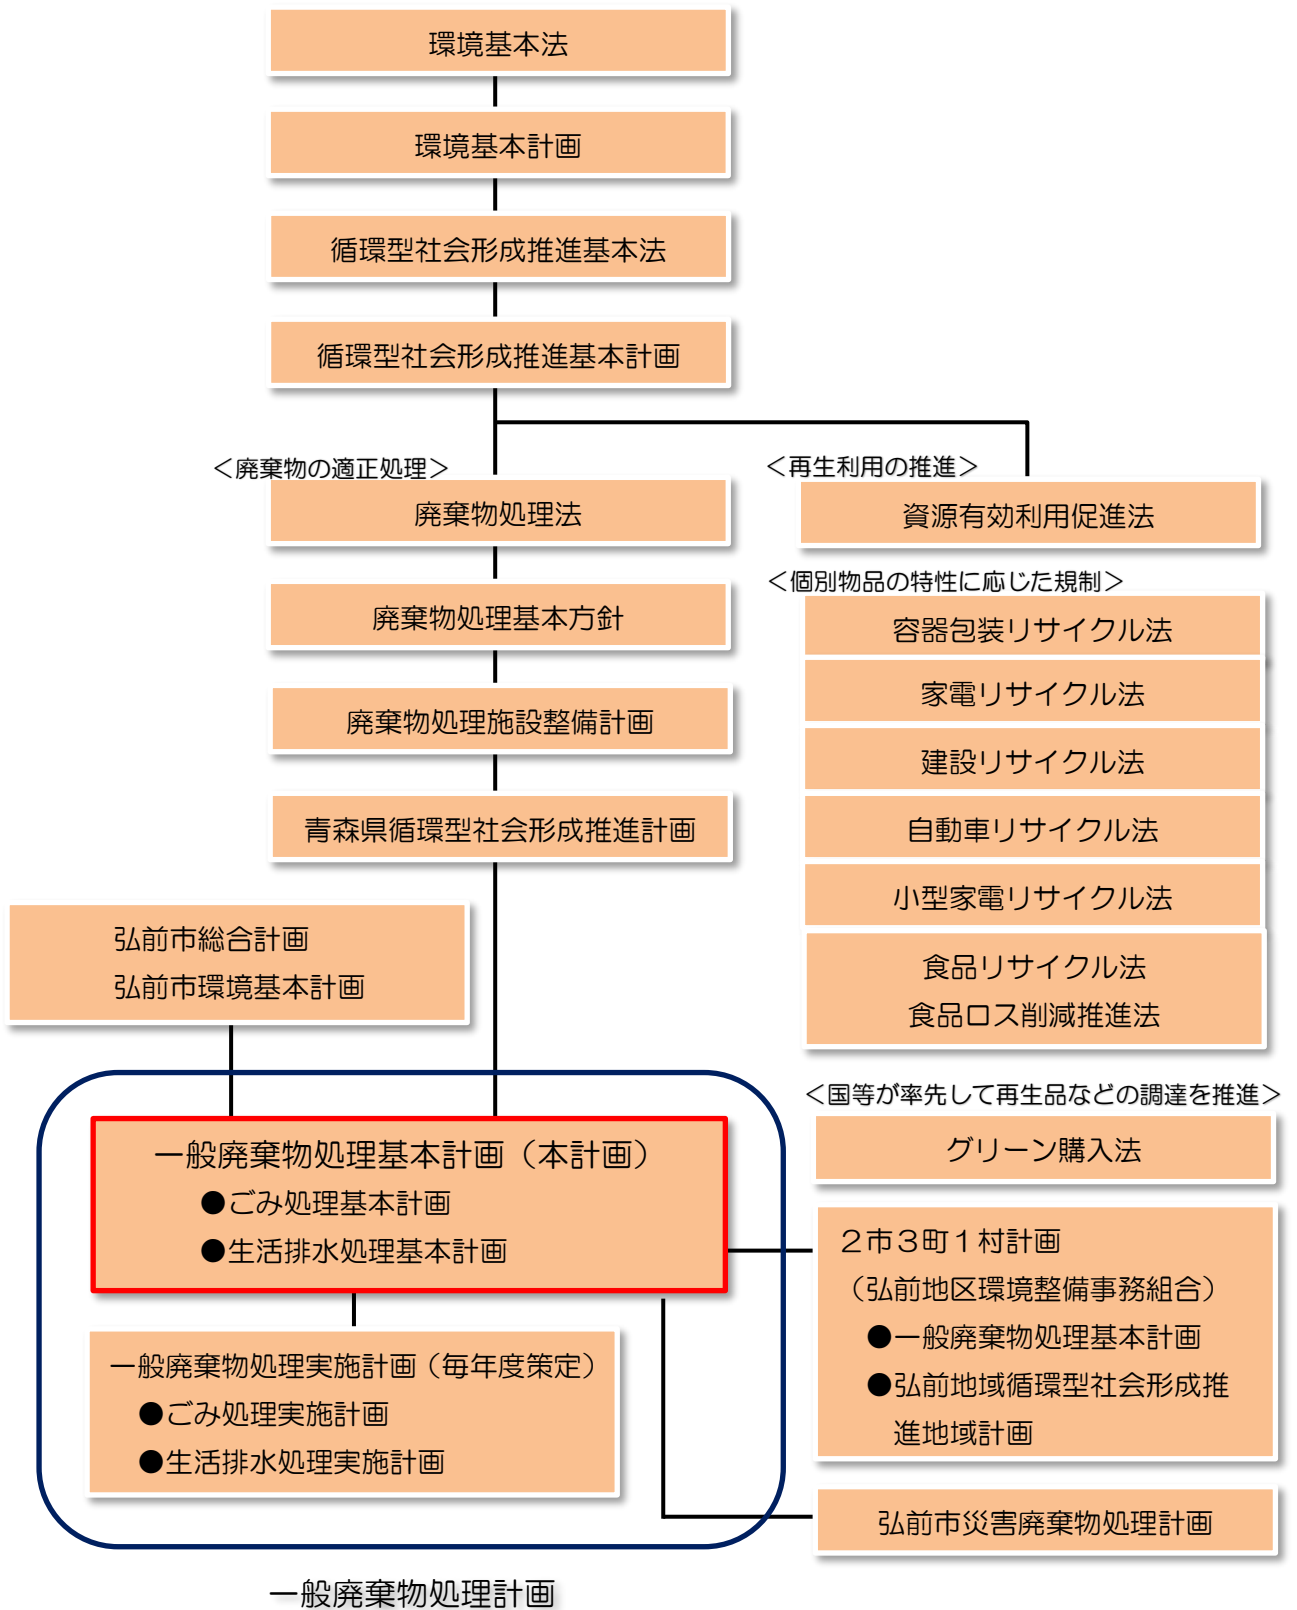 環境基本法
環境基本計画
循環型社会形成推進基本法
循環型社会形成推進基本計画
＜廃棄物の適正処理＞
廃棄物処理法
廃棄物処理基本方針
廃棄物処理施設整備計画
青森県循環型社会形成推進計画
＜再生利用の推進＞
資源有効利用促進法
＜個別物品の特性に応じた規制＞
容器包装リサイクル法
家電リサイクル法
建設リサイクル法
自動車リサイクル法
小型家電リサイクル法
食品リサイクル法
食品ロス削減推進法
＜国等が率先して再生品などの調達を推進＞
グリーン購入法
弘前市総合計画
弘前市環境基本計画
一般廃棄物処理基本計画（本計画）
●ごみ処理基本計画
●生活排水処理基本計画
一般廃棄物処理実施計画（毎年度策定）
●ごみ処理実施計画
●生活排水処理実施計画
２市３町１村計画
（弘前地区環境整備事務組合）
●一般廃棄物処理基本計画
●弘前地域循環型社会形成推
進地域計画
弘前市災害廃棄物処理計画
一般廃棄物処理計画